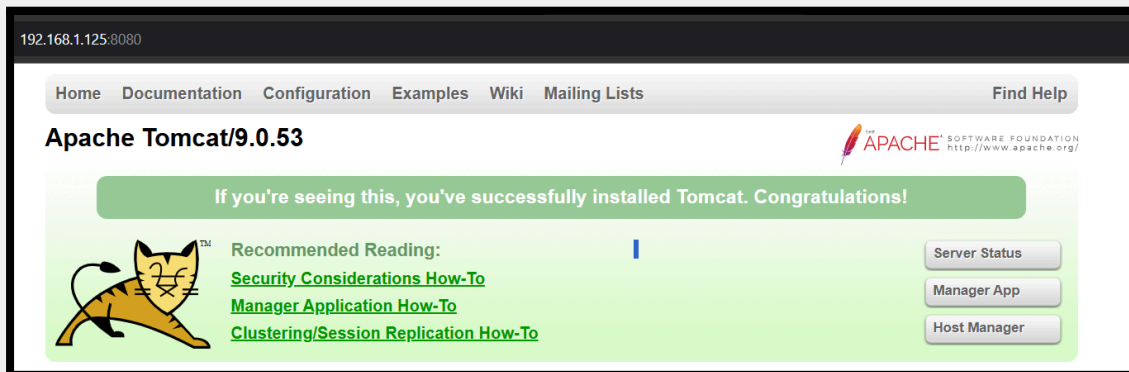 192.168.1.125:8080
Home Documentation Configuration Examples Wiki Mailing Lists Find Help
Apache Tomcat/9.0.53
THE
APACHE® SOFTWARE FOUNDATION
http://www.apache.org/
If you're seeing this, you've successfully installed Tomcat. Congratulations!
TM
Recommended Reading:
Security Considerations How-To
Manager Application How-To
Clustering/Session Replication How-To
Server Status
Manager App
Host Manager